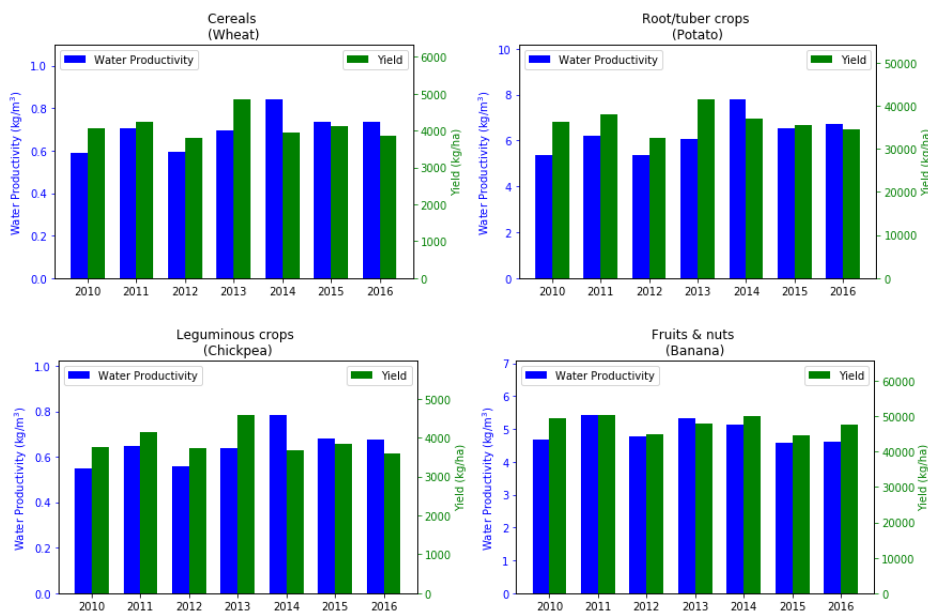 Cereals
(Wheat)
Water Productivity
Yield
Water Productivity (kg/m³)
1.0
0.8
0.6
0.4
0.2
0.0
6000
5000
4000
3000
2000
1000
0
Yield (kg/ha)
2010 2011 2012 2013 2014 2015 2016
Root/tuber crops
(Potato)
Water Productivity
Yield
Water Productivity (kg/m³)
10
8
6
4
2
0
50000
40000
30000
20000
10000
0
Yield (kg/ha)
2010 2011 2012 2013 2014 2015 2016
Leguminous crops
(Chickpea)
Water Productivity
Yield
Water Productivity (kg/m³)
1.0
0.8
0.6
0.4
0.2
0.0
5000
4000
3000
2000
1000
0
Yield (kg/ha)
2010 2011 2012 2013 2014 2015 2016
Fruits & nuts
(Banana)
Water Productivity
Yield
Water Productivity (kg/m³)
7
6
5
4
3
2
1
0
60000
50000
40000
30000
20000
10000
0
Yield (kg/ha)
2010 2011 2012 2013 2014 2015 2016